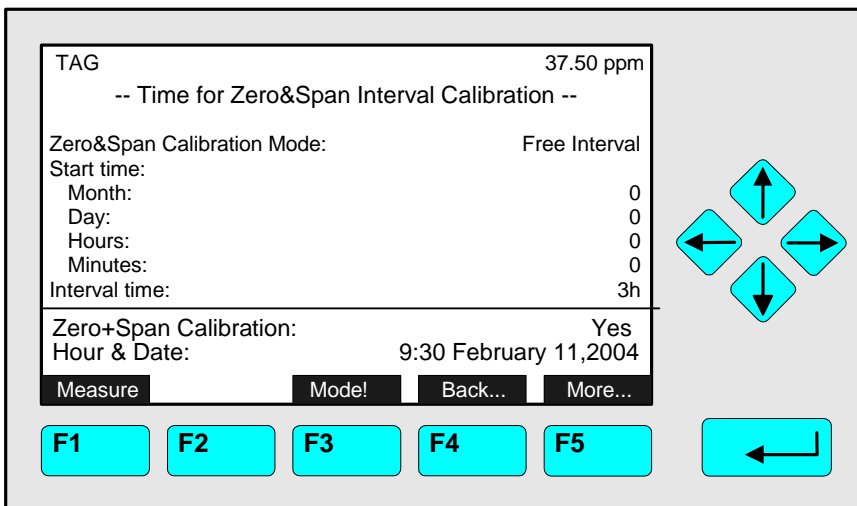 TAG 37.50 ppm
-- Time for Zero&Span Interval Calibration --
Zero&Span Calibration Mode: Free Interval
Start time:
Month: 0
Day: 0
Hours: 0
Minutes: 0
Interval time: 3h
Zero+Span Calibration: Yes
Hour & Date: 9:30 February 11,2004
Measure Mode! Back... More...
F1 F2 F3 F4 F5